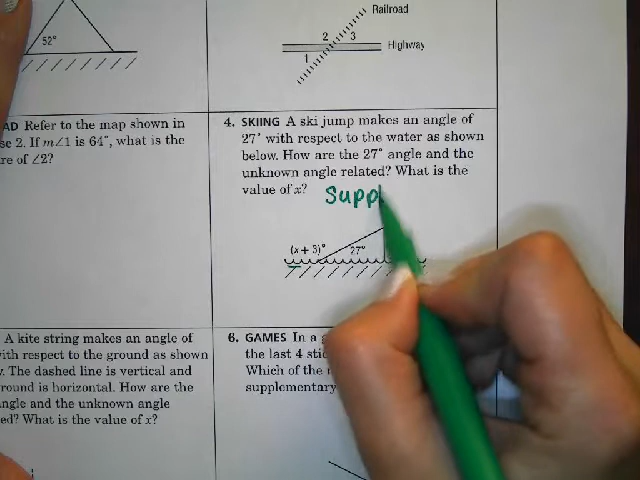 52°
Railroad
2 3
Highway
1
AD Refer to the map shown in
se 2. If m∠1 is 64°, what is the
re of ∠2?
4. SKIING A ski jump makes an angle of
27° with respect to the water as shown
below. How are the 27° angle and the
unknown angle related? What is the
value of x?
Suppl
(x + 3)° 27°
A kite string makes an angle of
with respect to the ground as shown
The dashed line is vertical and
round is horizontal. How are the
angle and the unknown angle
ed? What is the value of x?
6. GAMES In a g
the last 4 stic
Which of the
supplementary